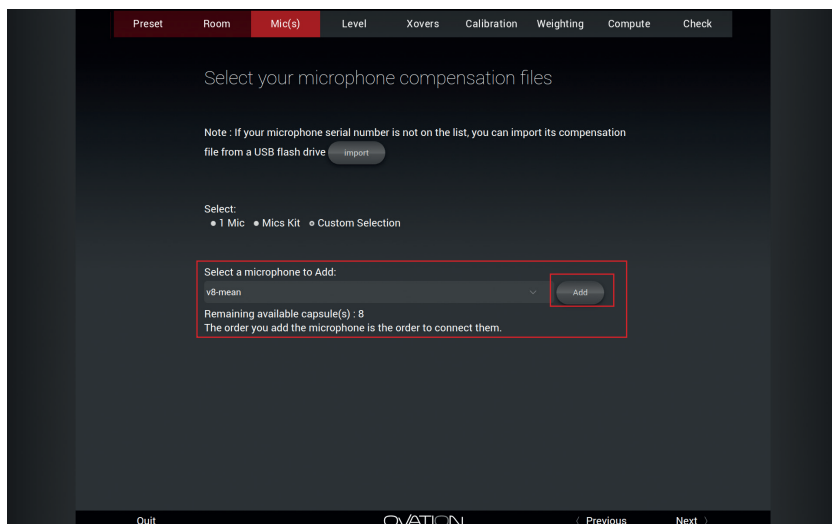 Preset Room Mic(s) Level Xovers Calibration Weighting Compute Check
Select your microphone compensation files
Note : If your microphone serial number is not on the list, you can import its compensation
file from a USB flash drive import
Select:
1 Mic Mics Kit Custom Selection
Select a microphone to Add:
v8-mean Add
Remaining available capsule(s) : 8
The order you add the microphone is the order to connect them.
Quit OVATION Previous Next